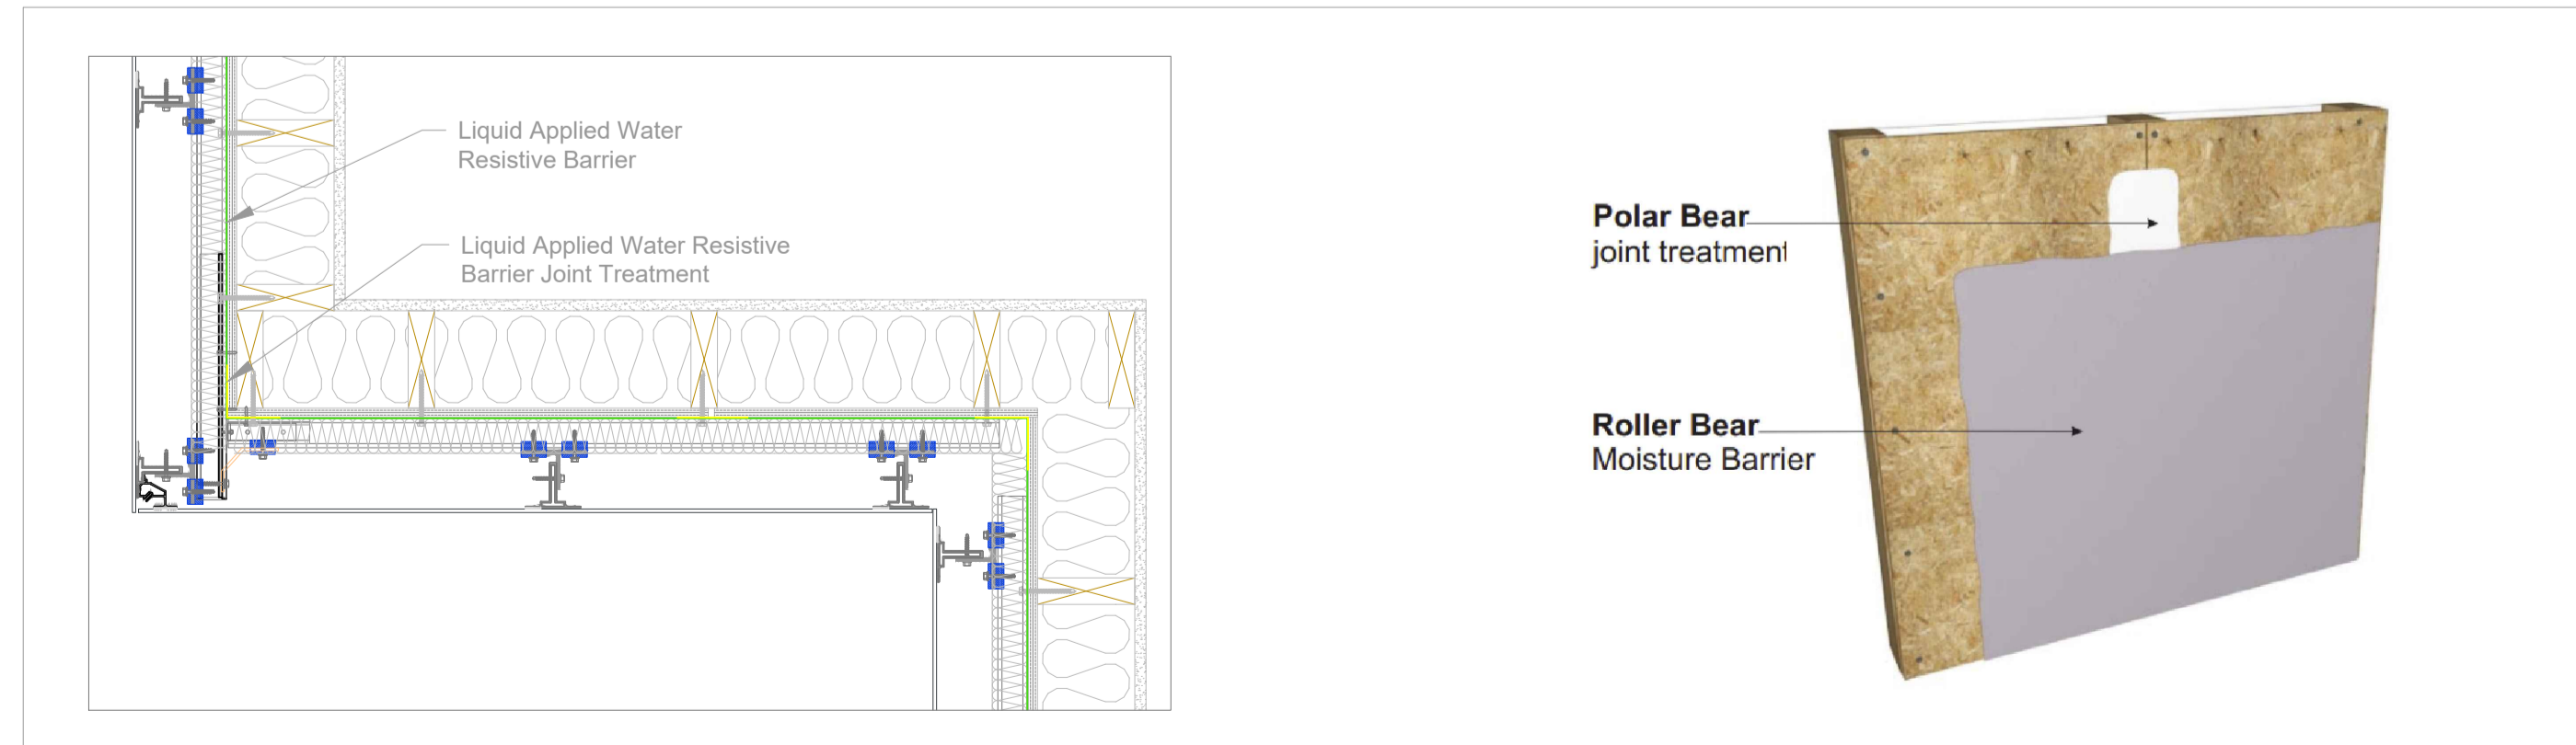 Liquid Applied Water
Resistive Barrier
Liquid Applied Water Resistive
Barrier Joint Treatment
Polar Bear
joint treatment
Roller Bear
Moisture Barrier